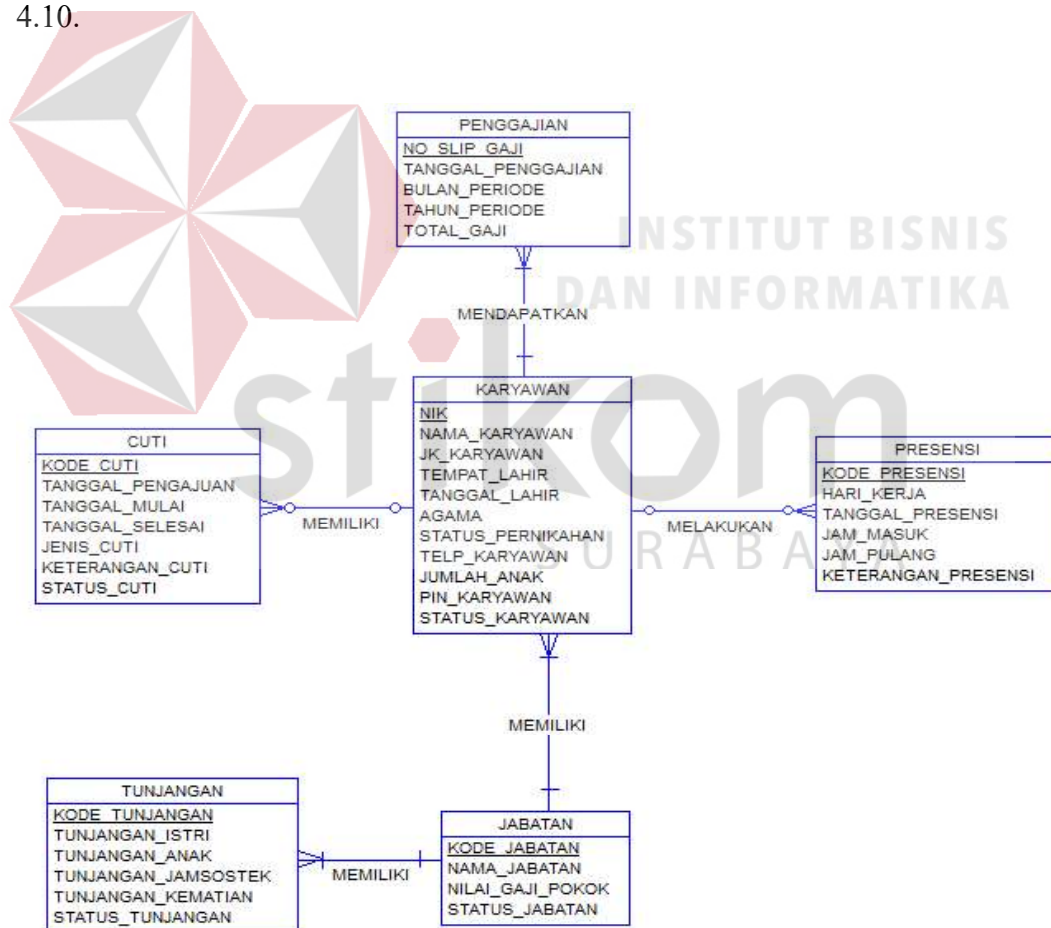 4.10.
PENGGAJIAN
NO_SLIP_GAJI
TANGGAL_PENGGAJIAN
BULAN_PERIODE
TAHUN_PERIODE
TOTAL_GAJI
INSTITUT BISNIS
DAN INFORMATIKA
MENDAPATKAN
stikom
SURABAYA
KARYAWAN
NIK
NAMA_KARYAWAN
JK_KARYAWAN
TEMPAT_LAHIR
TANGGAL_LAHIR
AGAMA
STATUS_PERNIKAHAN
TELP_KARYAWAN
JUMLAH_ANAK
PIN_KARYAWAN
STATUS_KARYAWAN
CUTI
KODE_CUTI
TANGGAL_PENGAJUAN
TANGGAL_MULAI
TANGGAL_SELESAI
JENIS_CUTI
KETERANGAN_CUTI
STATUS_CUTI
MEMILIKI
MELAKUKAN
PRESENSI
KODE_PRESENSI
HARI_KERJA
TANGGAL_PRESENSI
JAM_MASUK
JAM_PULANG
KETERANGAN_PRESENSI
MEMILIKI
TUNJANGAN
KODE_TUNJANGAN
TUNJANGAN_ISTRI
TUNJANGAN_ANAK
TUNJANGAN_JAMSOSTEK
TUNJANGAN_KEMATIAN
STATUS_TUNJANGAN
MEMILIKI
JABATAN
KODE_JABATAN
NAMA_JABATAN
NILAI_GAJI_POKOK
STATUS_JABATAN